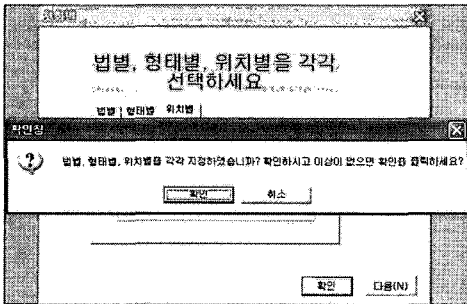 법별, 형태별, 위치별을 각각
선택하세요
법별 형태별 위치별
확인창
법별, 형태별, 위치별을 각각 지정하였습니까? 확인하시고 이상이 없으면 확인을 클릭하세요?
확인 취소
확인 다음(N)